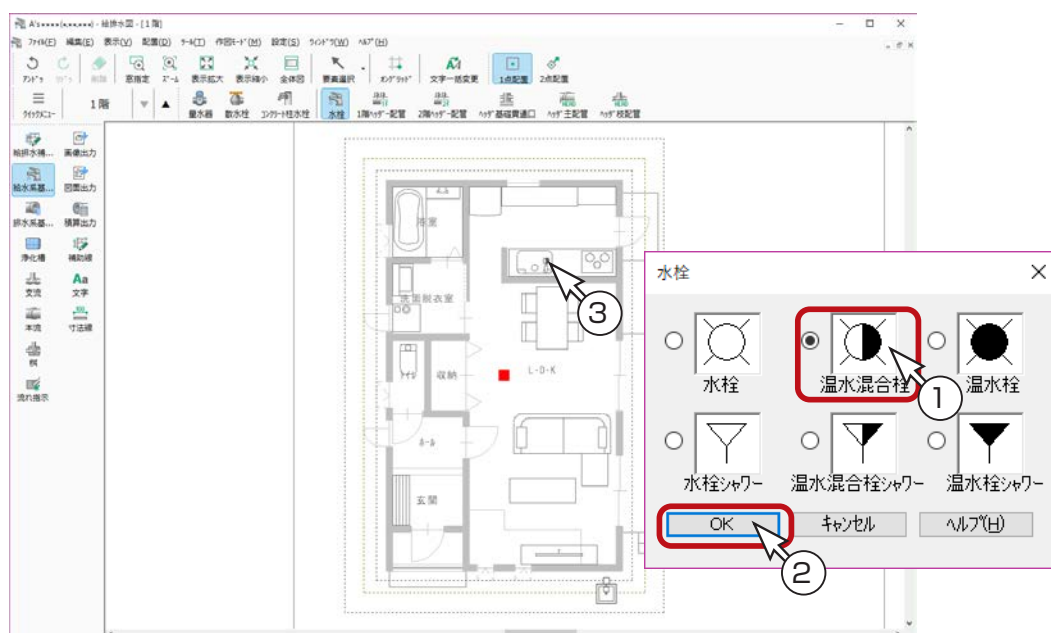 A's●●●●(●,●●,●●●) - 給排水図 - [1 階]
ファイル(F) 編集(E) 表示(V) 配置(D) ツール(T) 作図モード(M) 設定(S) ウィンドウ(W) ヘルプ(H)
アンドゥ 削除 窓指定 ズーム 表示拡大 表示縮小 全体図 要素選択 オングリッド 文字一括変更 1点配置 2点配置
クイックメニュー 1 階 量水器 散水栓 コンクリート柱水栓 水栓 1階ヘッダー配管 2階ヘッダー配管 ヘッダ基礎貫通口 ヘッダ主配管 ヘッダ枝配管
給排水補... 画像出力
給水系基... 図面出力
排水系基... 積算出力
浄化槽 補助線
交流 Aa 文字
本流 寸法線
桝
流れ指示
浴室
洗面脱衣室
トイレ 収納 L・D・K
ホール
玄関
3
水栓
水栓 温水混合栓 温水栓
1
水栓シャワー 温水混合栓シャワー 温水栓シャワー
OK キャンセル ヘルプ(H)
2